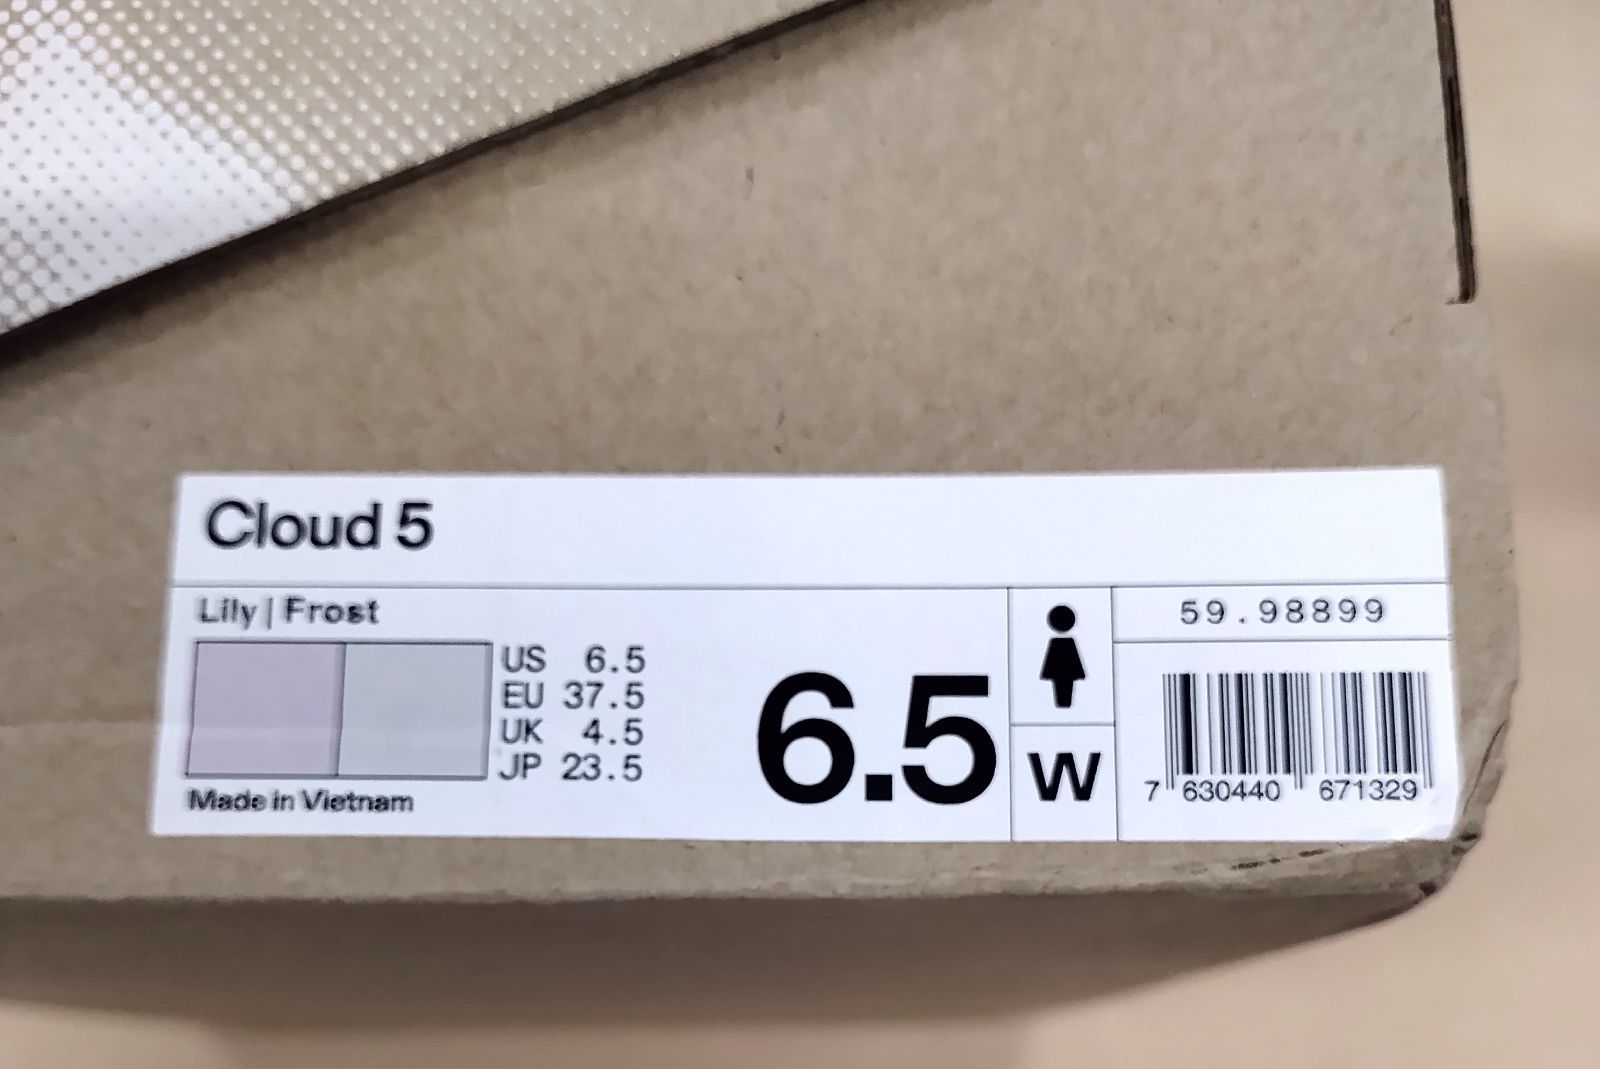 Cloud 5
Lily | Frost
59.98899
US 6.5
EU 37.5
UK 4.5
JP 23.5
6.5
W
Made in Vietnam
7 630440 671329